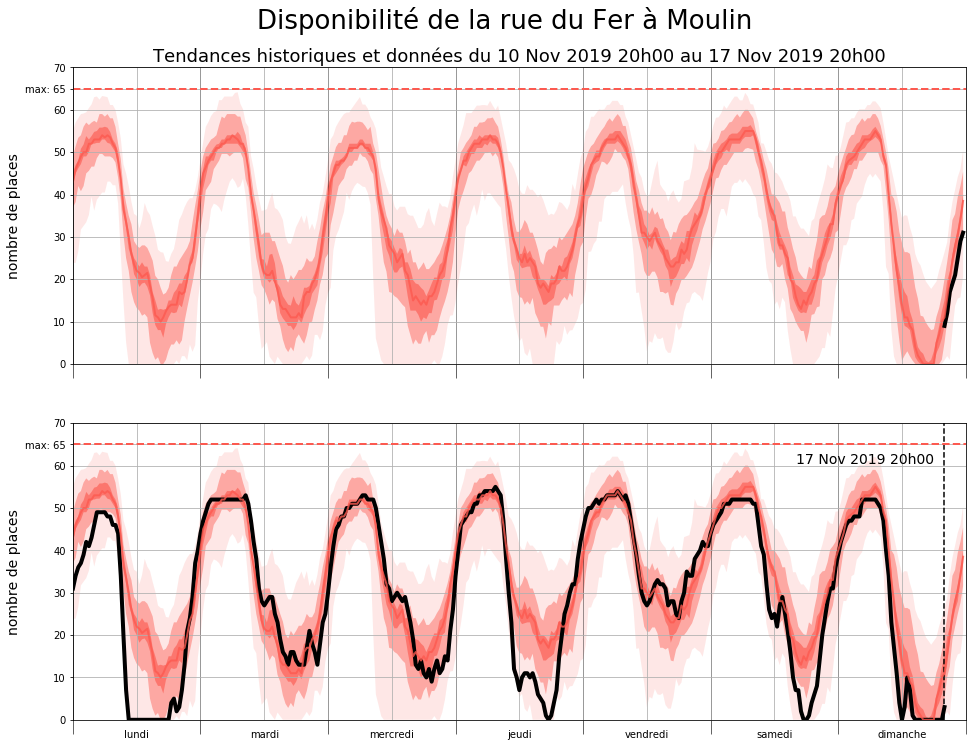 Disponibilité de la rue du Fer à Moulin
Tendances historiques et données du 10 Nov 2019 20h00 au 17 Nov 2019 20h00
70
max: 65
60
50
40
30
20
10
0
nombre de places
70
max: 65
60
50
40
30
20
10
0
nombre de places
17 Nov 2019 20h00
lundi mardi mercredi jeudi vendredi samedi dimanche